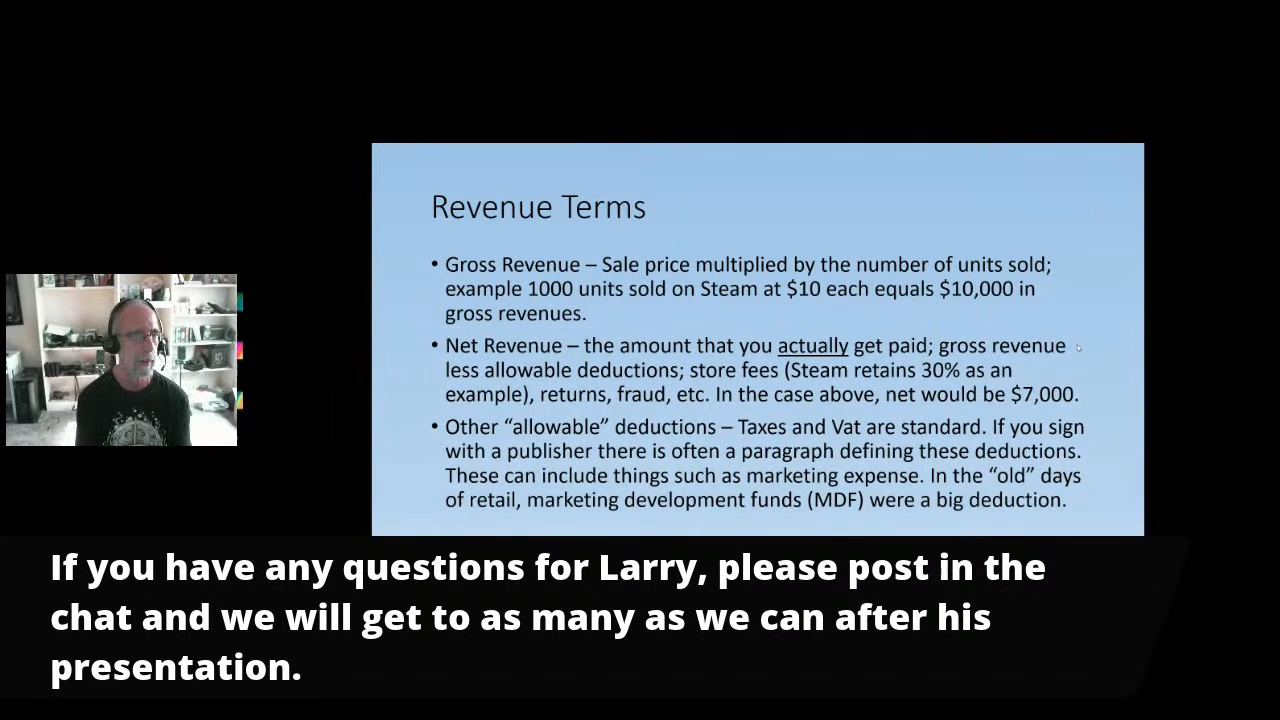 Revenue Terms
• Gross Revenue – Sale price multiplied by the number of units sold;
example 1000 units sold on Steam at $10 each equals $10,000 in
gross revenues.
• Net Revenue – the amount that you actually get paid; gross revenue
less allowable deductions; store fees (Steam retains 30% as an
example), returns, fraud, etc. In the case above, net would be $7,000.
• Other “allowable” deductions – Taxes and Vat are standard. If you sign
with a publisher there is often a paragraph defining these deductions.
These can include things such as marketing expense. In the “old” days
of retail, marketing development funds (MDF) were a big deduction.
If you have any questions for Larry, please post in the
chat and we will get to as many as we can after his
presentation.